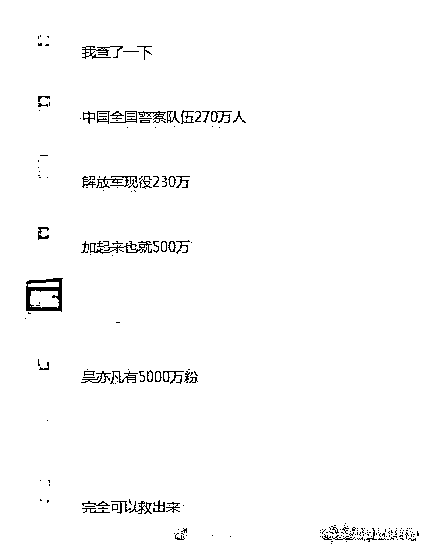 我查了一下
中国全国警察队伍270万人
解放军现役230万
加起来也就500万
吴亦凡有5000万粉
完全可以救出来